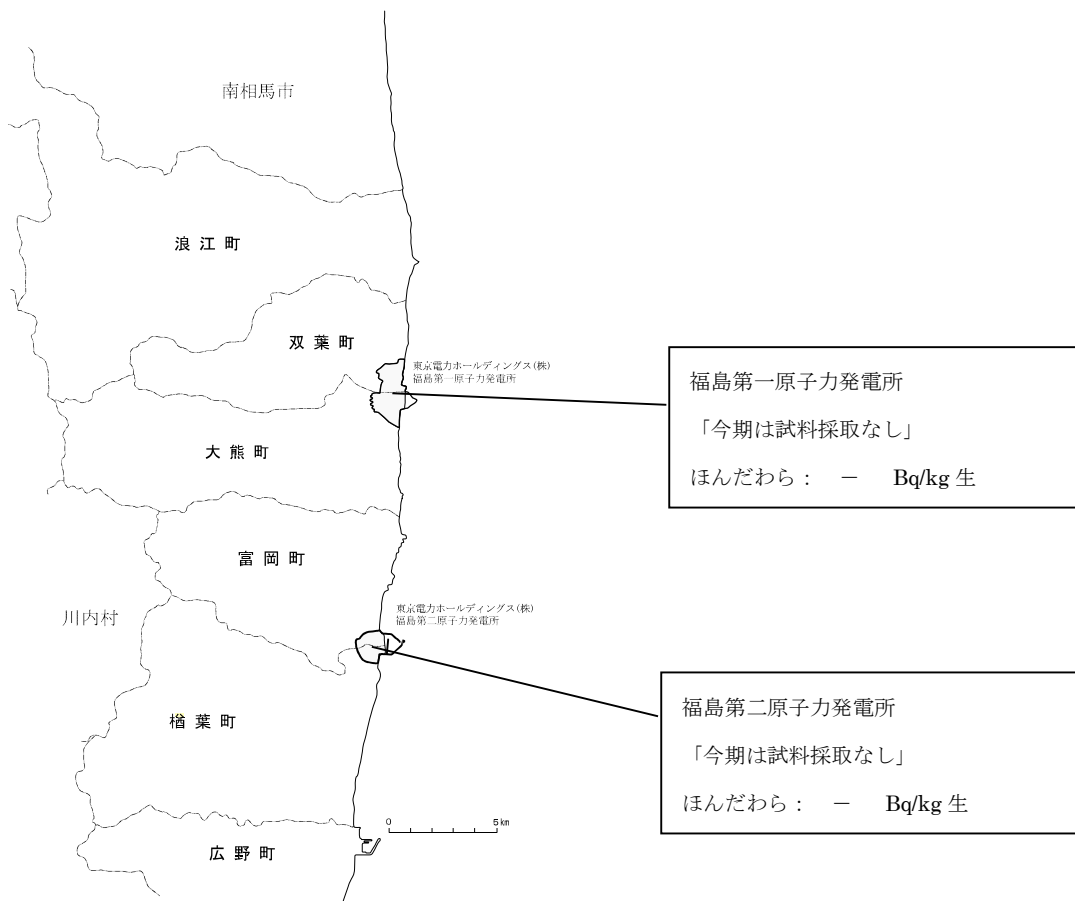 南相馬市
浪江町
双葉町
東京電力ホールディングス(株)
福島第一原子力発電所
福島第一原子力発電所
「今期は試料採取なし」
ほんだわら： － Bq/kg 生
大熊町
富岡町
川内村
東京電力ホールディングス(株)
福島第二原子力発電所
福島第二原子力発電所
「今期は試料採取なし」
ほんだわら： － Bq/kg 生
楢葉町
0 5km
広野町